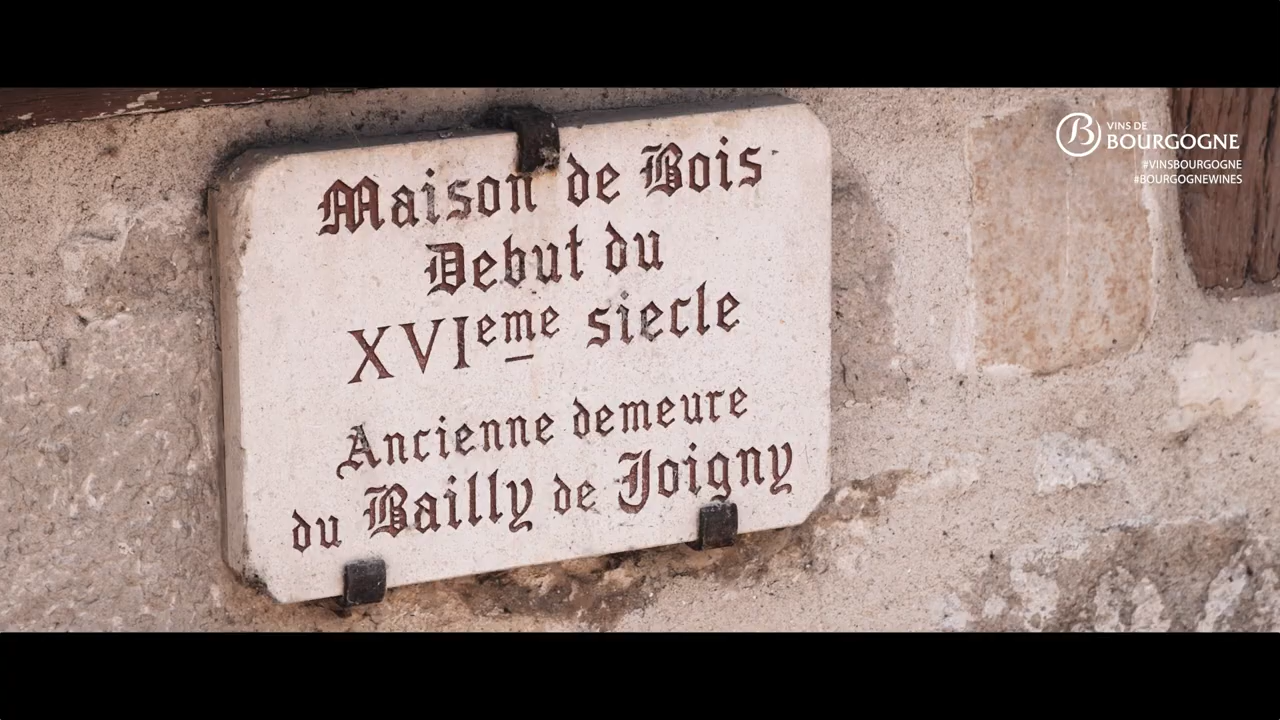 Maison de Bois
Debut du
XVIeme siecle
Ancienne demeure
du Bailly de Joigny
VINS DE
BOURGOGNE
#VINSBOURGOGNE
#BOURGOGNEWINES